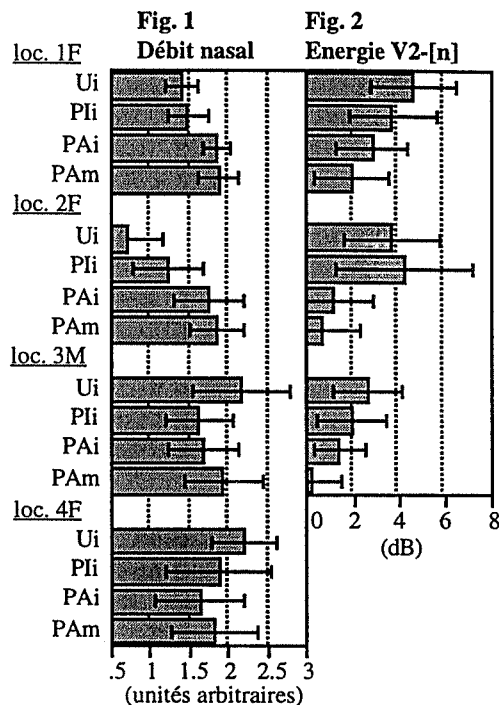 Fig. 1 Fig. 2
loc. 1F Débit nasal Energie V2-[n]
Ui
PIi
PAi
PAm
loc. 2F
Ui
PIi
PAi
PAm
loc. 3M
Ui
PIi
PAi
PAm
0 2 4 6 8
(dB)
loc. 4F
Ui
PIi
PAi
PAm
.5 1 1.5 2 2.5 3
(unités arbitraires)